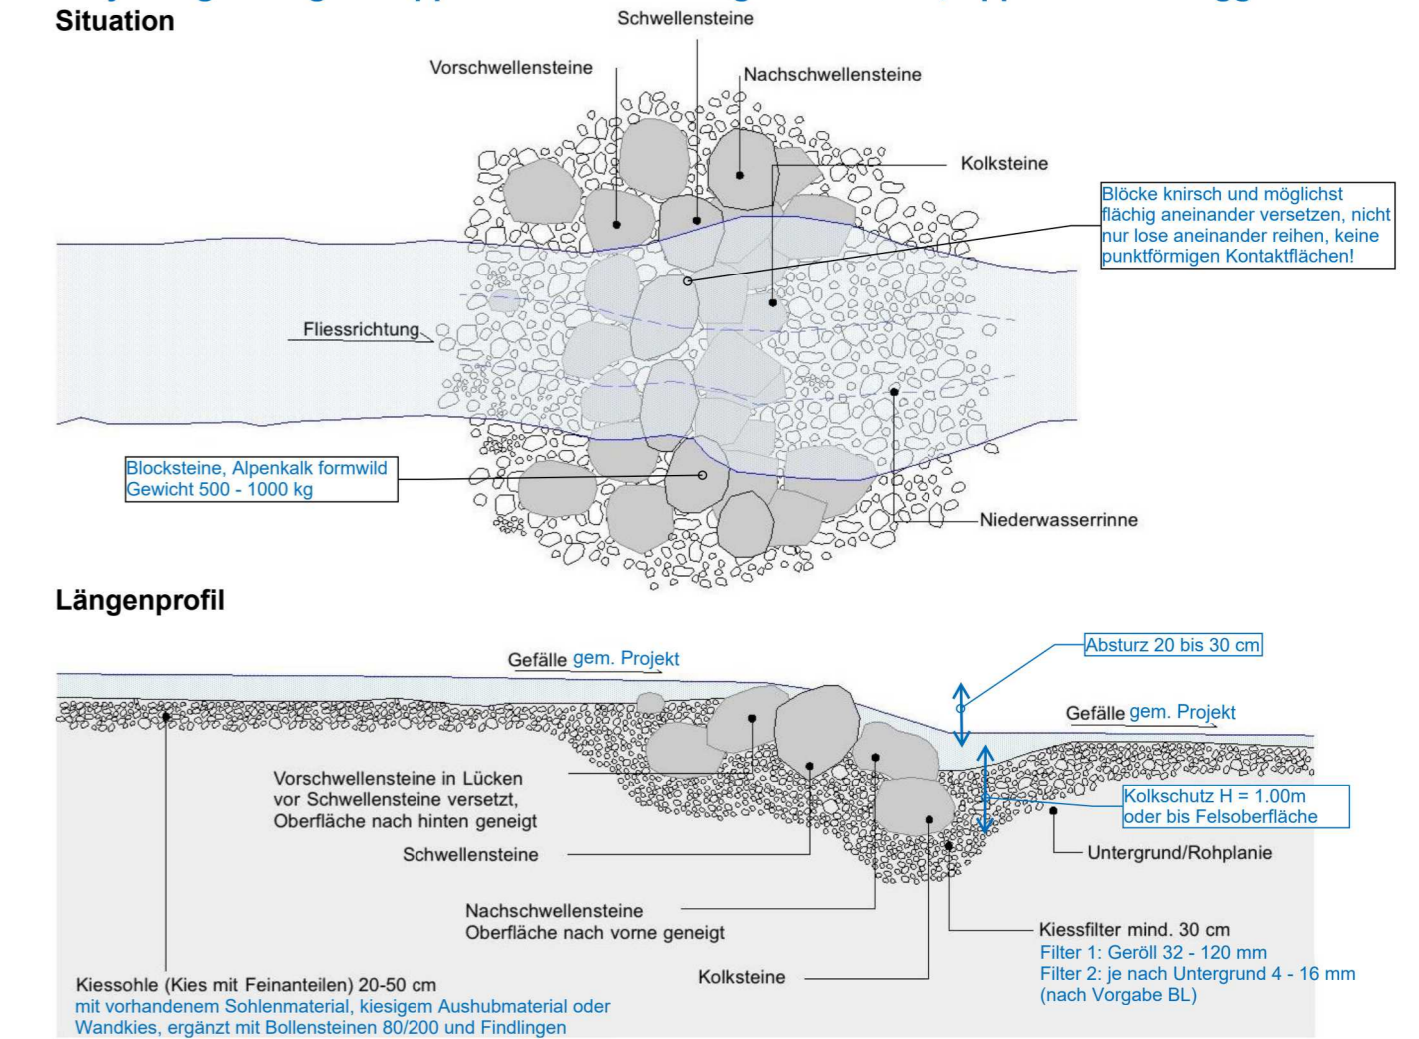 Situation
Schwellensteine
Vorschwellensteine
Nachschwellensteine
Kolksteine
Blöcke knirsch und möglichst
flächig aneinander versetzen, nicht
nur lose aneinander reihen, keine
punktförmigen Kontaktflächen!
Fliessrichtung
Blocksteine, Alpenkalk formwild
Gewicht 500 - 1000 kg
Niederwasserrinne
Längenprofil
Absturz 20 bis 30 cm
Gefälle gem. Projekt
Gefälle gem. Projekt
Vorschwellensteine in Lücken
vor Schwellensteine versetzt,
Oberfläche nach hinten geneigt
Kolkschutz H = 1.00m
oder bis Felsoberfläche
Schwellensteine
Untergrund/Rohplanie
Nachschwellensteine
Oberfläche nach vorne geneigt
Kiessfilter mind. 30 cm
Filter 1: Geröll 32 - 120 mm
Filter 2: je nach Untergrund 4 - 16 mm
(nach Vorgabe BL)
Kolksteine
Kiessohle (Kies mit Feinanteilen) 20-50 cm
mit vorhandenem Sohlenmaterial, kiesigem Aushubmaterial oder
Wandkies, ergänzt mit Bollensteinen 80/200 und Findlingen